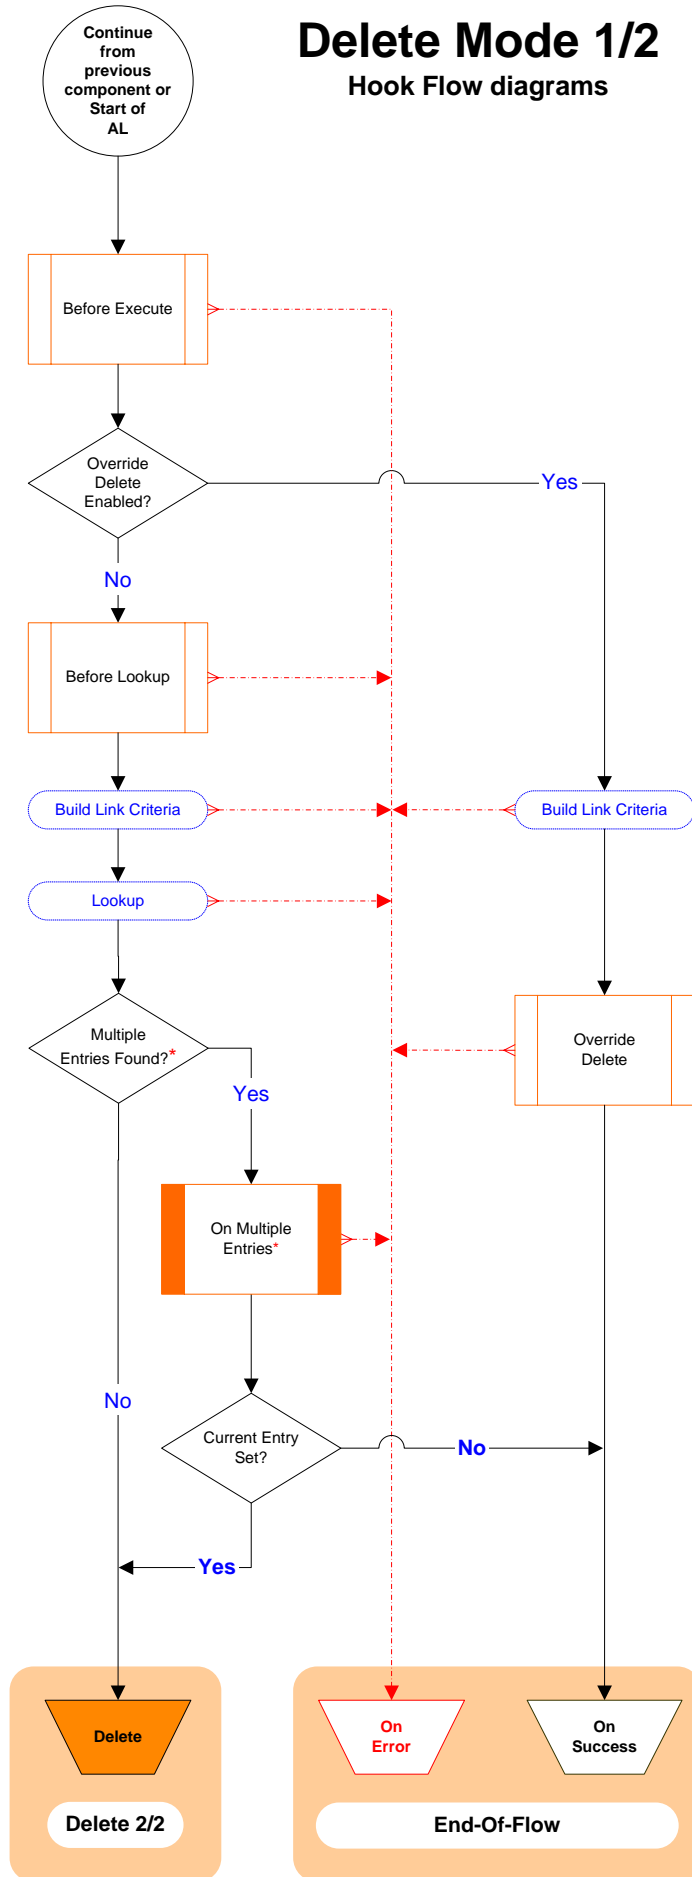 Continue
from
previous
component or
Start of
AL
Delete Mode 1/2
Hook Flow diagrams
Before Execute
Override
Delete
Enabled?
Yes
No
Before Lookup
Build Link Criteria
Build Link Criteria
Lookup
Multiple
Entries Found?*
Override
Delete
Yes
On Multiple
Entries*
No
Current Entry
Set?
No
Yes
Delete
On
Error
On
Success
Delete 2/2
End-Of-Flow